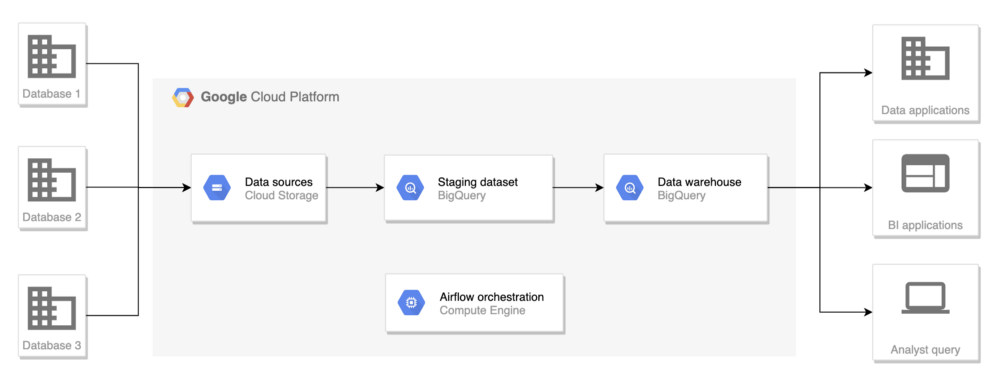 Database 1
Database 2
Database 3
Google Cloud Platform
Data sources
Cloud Storage
Staging dataset
BigQuery
Data warehouse
BigQuery
Airflow orchestration
Compute Engine
Data applications
BI applications
Analyst query